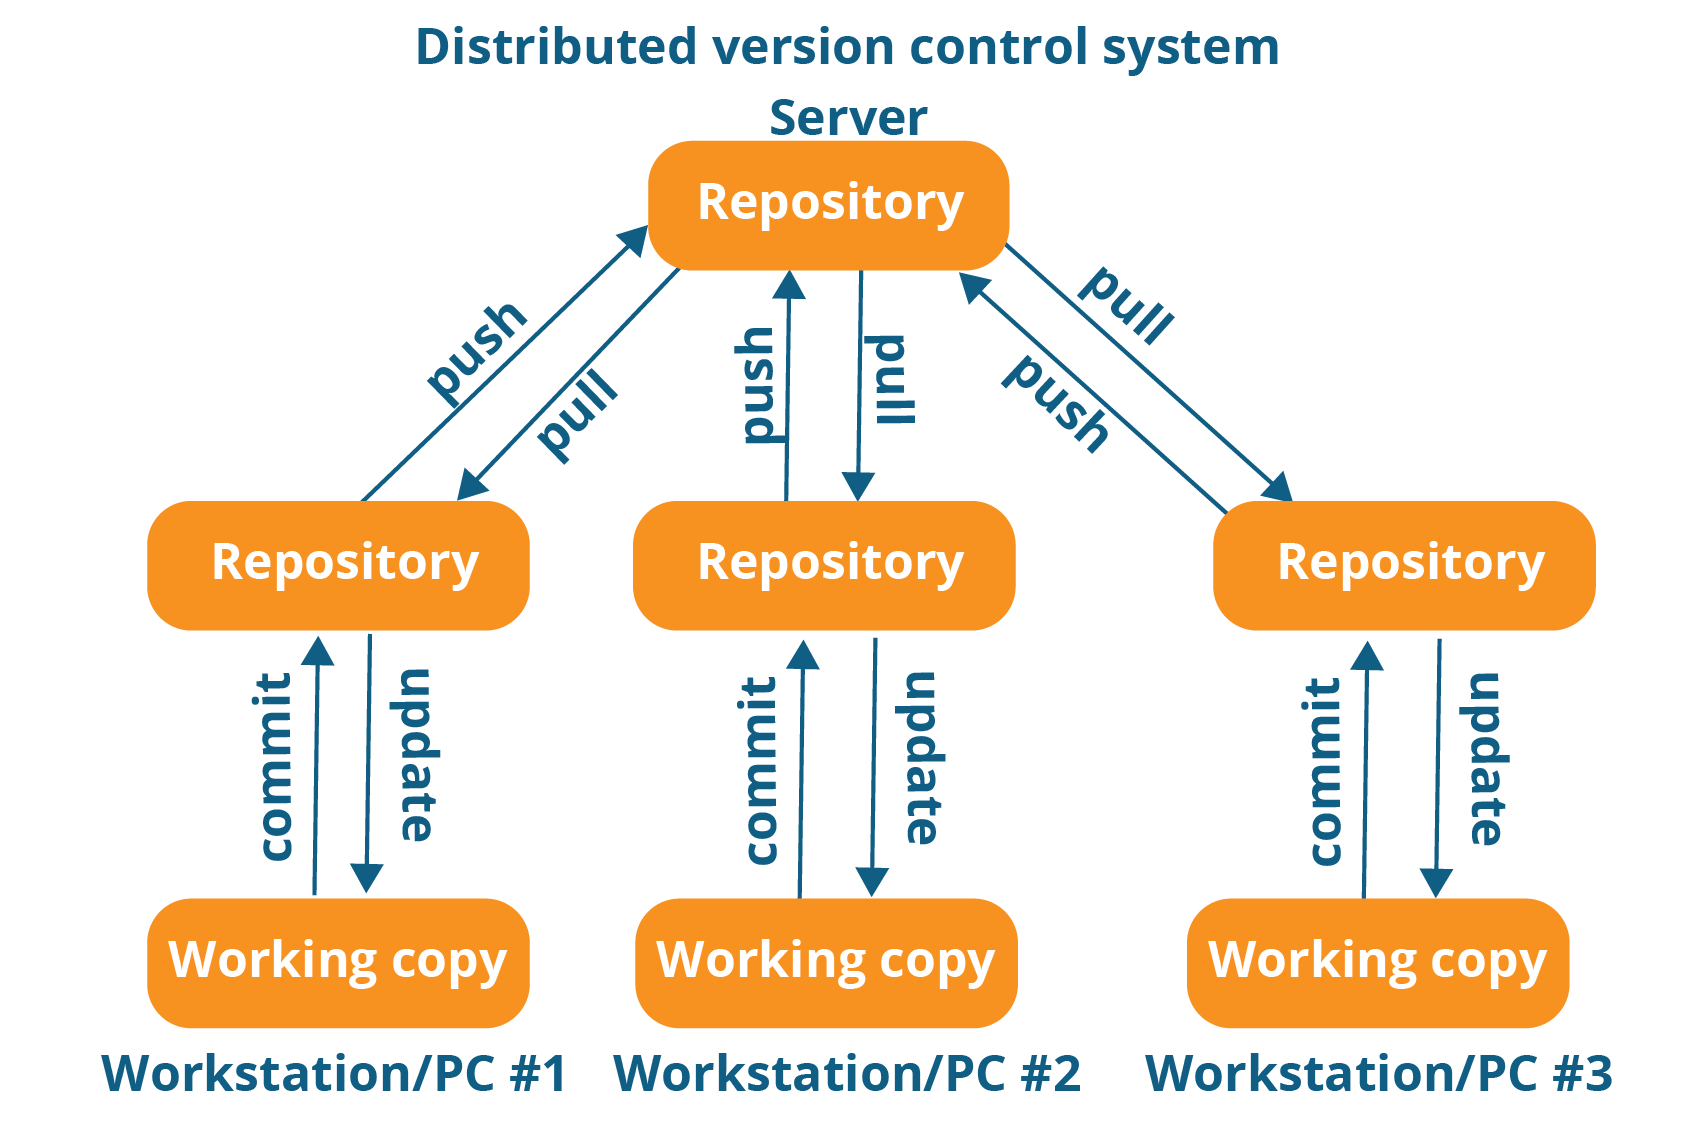 Distributed version control system
Server
Repository
push
pull
push
pull
push
pull
Repository
Repository
Repository
commit
update
commit
update
commit
update
Working copy
Working copy
Working copy
Workstation/PC #1
Workstation/PC #2
Workstation/PC #3